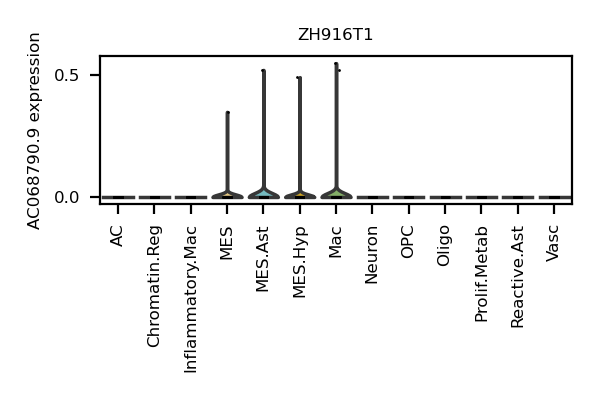 ZH916T1
AC068790.9 expression
0.5
0.0
AC
Chromatin.Reg
Inflammatory.Mac
MES
MES.Ast
MES.Hyp
Mac
Neuron
OPC
Oligo
Prolif.Metab
Reactive.Ast
Vasc